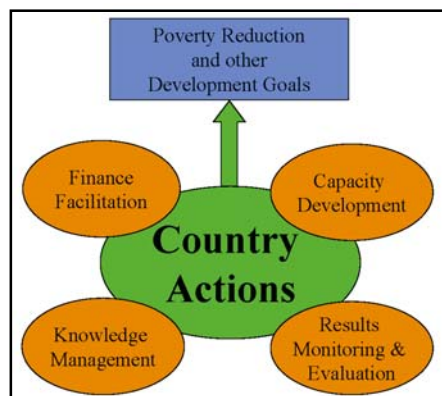 Poverty Reduction
and other
Development Goals
Finance
Facilitation
Capacity
Development
Country
Actions
Knowledge
Management
Results
Monitoring &
Evaluation